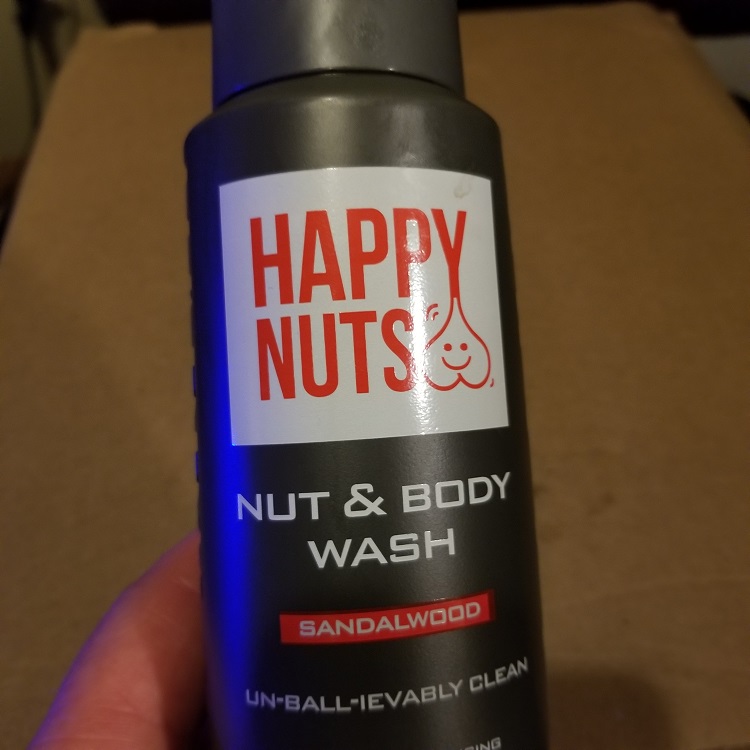 HAPPY
NUTS
NUT & BODY
WASH
SANDALWOOD
UN-BALL-IEVABLY CLEAN